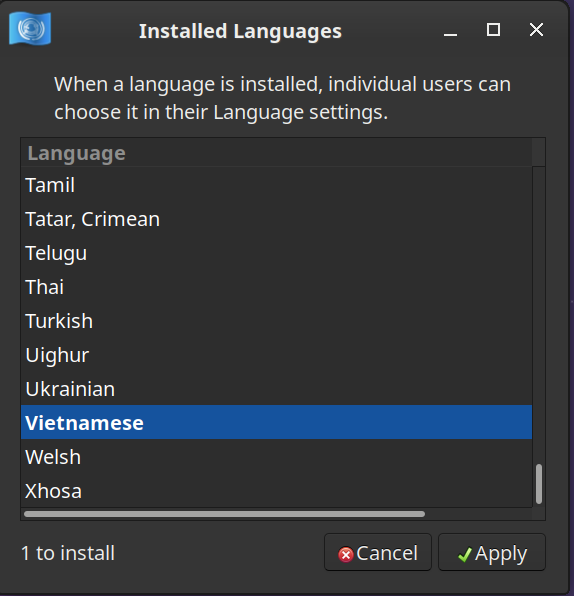 Installed Languages
When a language is installed, individual users can
choose it in their Language settings.
Language
Tamil
Tatar, Crimean
Telugu
Thai
Turkish
Uighur
Ukrainian
Vietnamese
Welsh
Xhosa
1 to install
Cancel
Apply